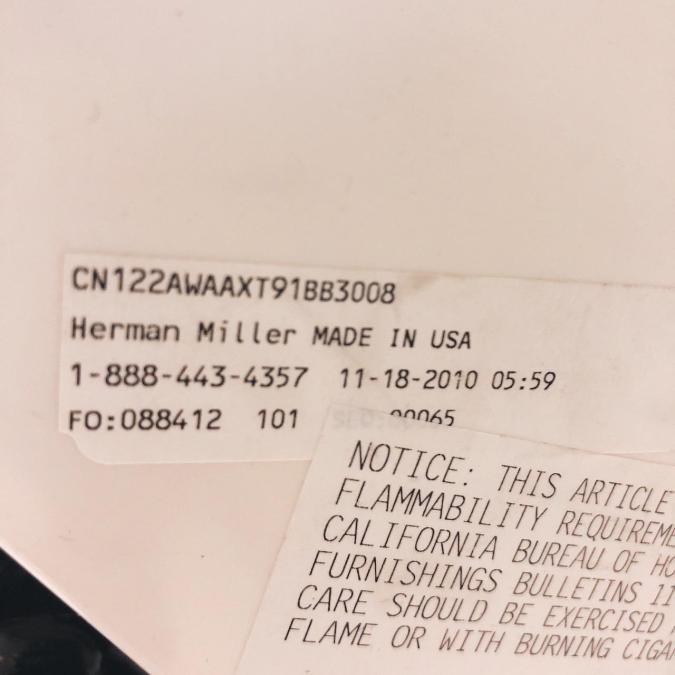 CN122AWAAXT91BB3008
Herman Miller MADE IN USA
1-888-443-4357 11-18-2010 05:59
FO:088412 101 00065
NOTICE: THIS ARTICLE
FLAMMABILITY
CALIFORNIA BUREAU OF
FURNISHINGS BULLETINS
CARE SHOULD BE EXERCISED
FLAME OR WITH BURNING